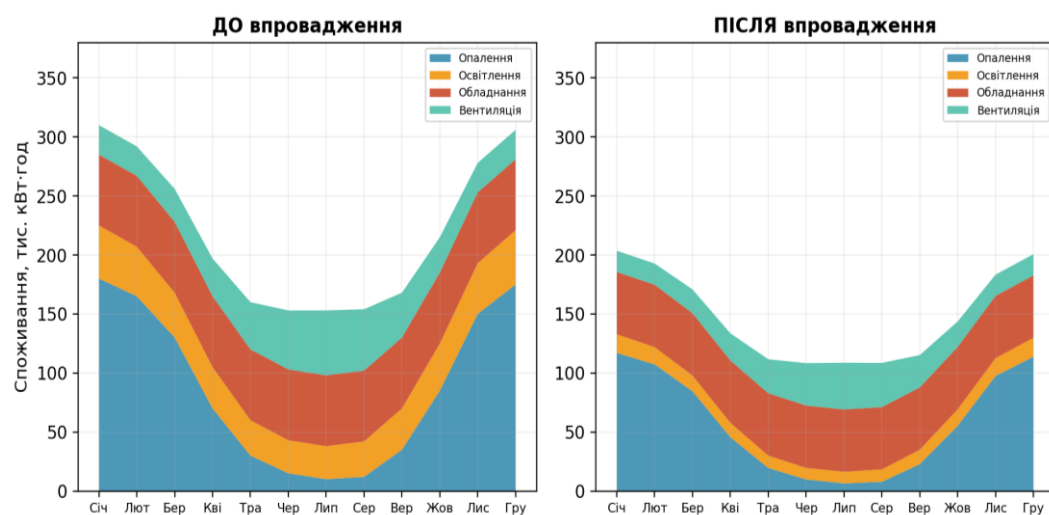 ДО впровадження
Споживання, тис. кВт·год
350
300
250
200
150
100
50
0
Січ Лют Бер Кві Тра Чер Лип Сер Вер Жов Лис Гру
Опалення
Освітлення
Обладнання
Вентиляція
ПІСЛЯ впровадження
350
300
250
200
150
100
50
0
Січ Лют Бер Кві Тра Чер Лип Сер Вер Жов Лис Гру
Опалення
Освітлення
Обладнання
Вентиляція